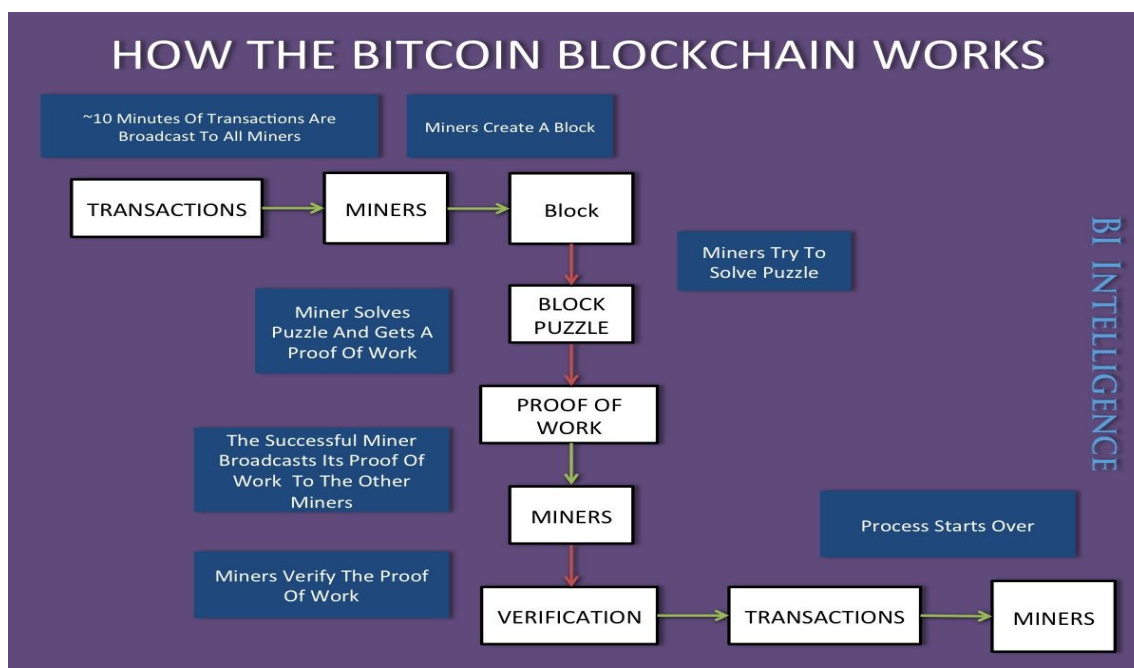 HOW THE BITCOIN BLOCKCHAIN WORKS
~10 Minutes Of Transactions Are
Broadcast To All Miners
Miners Create A Block
TRANSACTIONS
MINERS
Block
Miners Try To
Solve Puzzle
BLOCK
PUZZLE
Miner Solves
Puzzle And Gets A
Proof Of Work
PROOF OF
WORK
The Successful Miner
Broadcasts Its Proof Of
Work To The Other
Miners
MINERS
Process Starts Over
Miners Verify The Proof
Of Work
VERIFICATION
TRANSACTIONS
MINERS
BI INTELLIGENCE